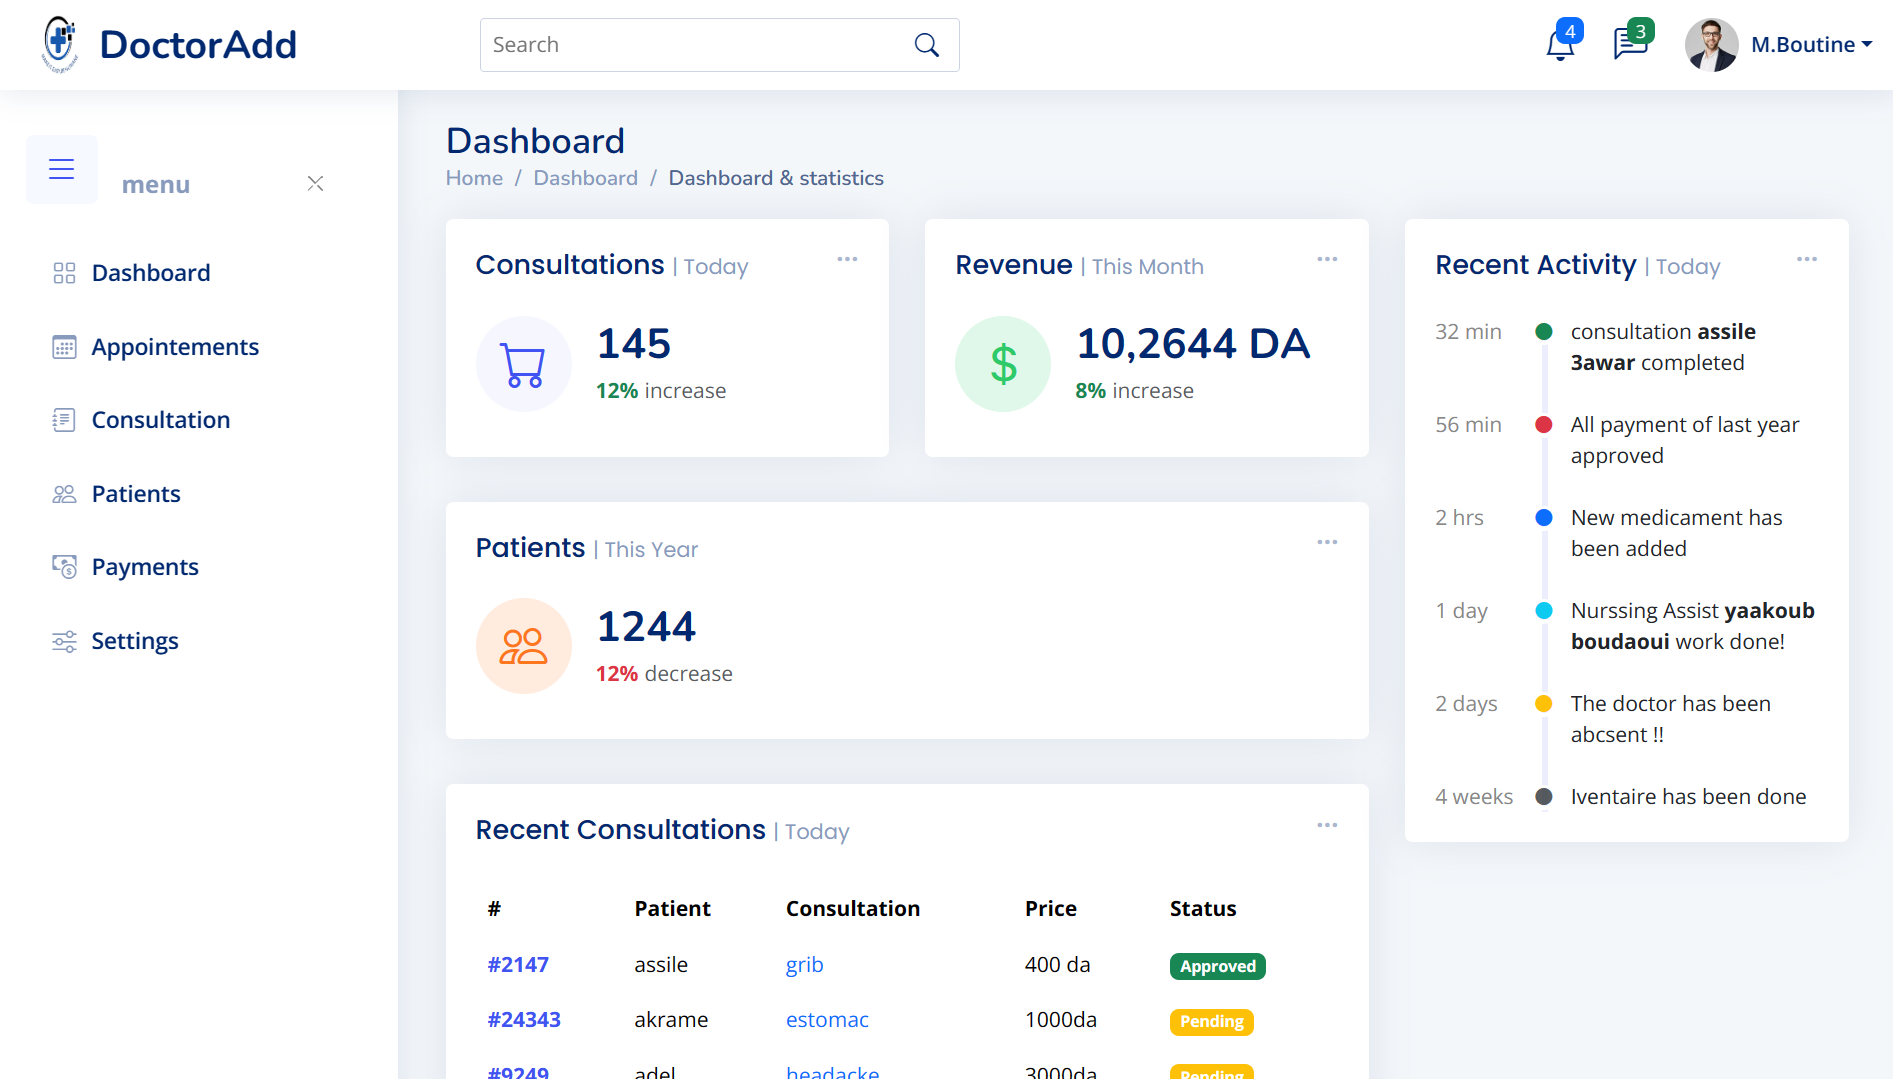 DoctorAdd
Search
4
3
M.Boutine
menu
Dashboard
Appointements
Consultation
Patients
Payments
Settings
Dashboard
Home / Dashboard / Dashboard & statistics
Consultations | Today
145
12% increase
Revenue | This Month
10,2644 DA
8% increase
Patients | This Year
1244
12% decrease
Recent Activity | Today
32 min consultation assile
3awar completed
56 min All payment of last year
approved
2 hrs New medicament has
been added
1 day Nurssing Assist yaakoub
boudaoui work done!
2 days The doctor has been
abcsent !!
4 weeks Iventaire has been done
Recent Consultations | Today
# Patient Consultation Price Status
#2147 assile grib 400 da Approved
#24343 akrame estomac 1000da Pending
#9249 adel headacke 3000da Pending